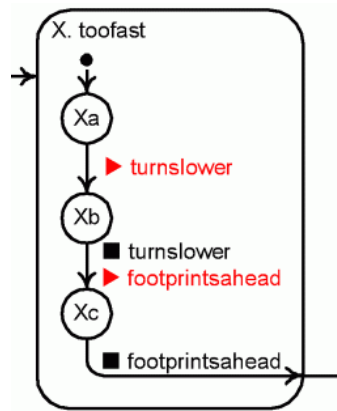 X. toofast
Xa
turnslower
Xb
turnslower
footprintsahead
Xc
footprintsahead